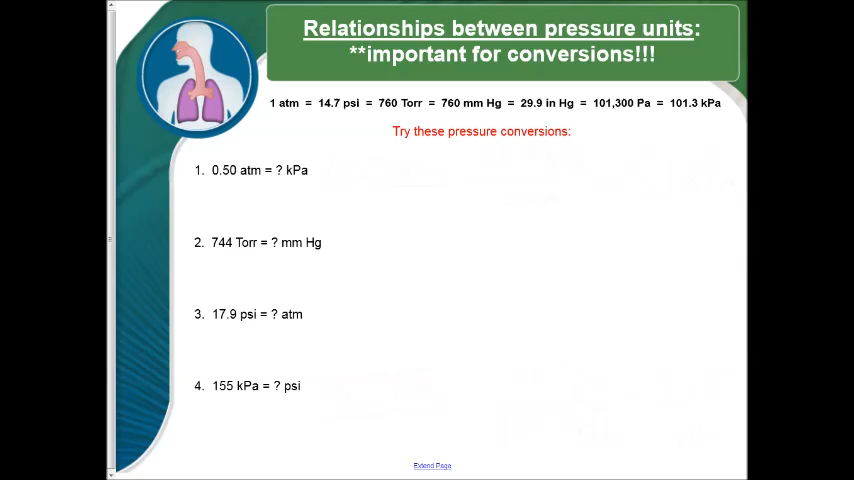 Relationships between pressure units:
**important for conversions!!!
1 atm = 14.7 psi = 760 Torr = 760 mm Hg = 29.9 in Hg = 101,300 Pa = 101.3 kPa
Try these pressure conversions:
1. 0.50 atm = ? kPa
2. 744 Torr = ? mm Hg
3. 17.9 psi = ? atm
4. 155 kPa = ? psi
Extend Page